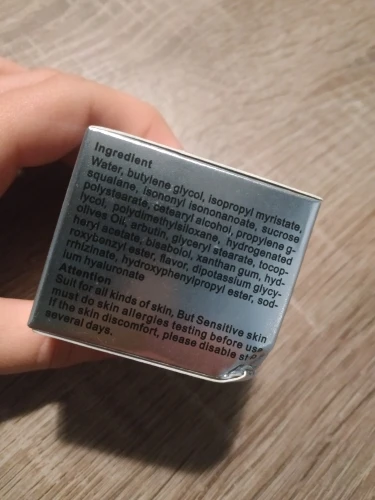 Ingredient
Water, butylene glycol, isopropyl myristate,
squalene, isononyl isononanoate, sucrose
polystearate, cetearyl alcohol, propylene g-
lycol, polydimethylsiloxane, hydrogenated
olives Oil, arbutin, glyceryl stearate, tocop-
heryl acetate, bisabolol, xanthan gum, hyd-
roxybonzyl ester, flavor, dipotassium glycy-
rrhizinate, hydroxyphenylpropyl ester, sod-
ium hyaluronate
Attention
Suit for all kinds of skin, But Sensitive skin
must do skin allergies testing before use
if the skin discomfort, please disable
several days.